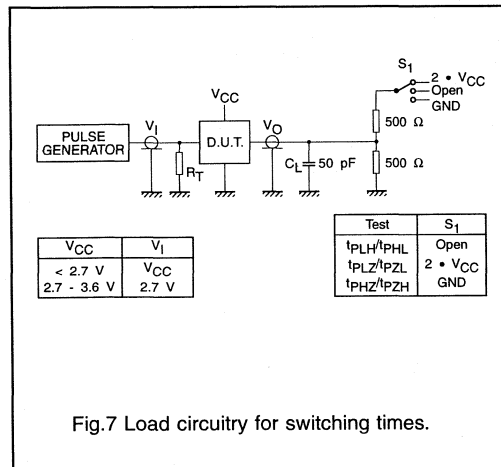 S1
2 • VCC
Open
GND
VCC
500 Ω
PULSE
GENERATOR
VI
D.U.T.
VO
RT
CL
50 pF
500 Ω
VCC VI
< 2.7 V VCC
2.7 - 3.6 V 2.7 V
Test S1
tPLH/tPHL Open
tPLZ/tPZL 2 • VCC
tPHZ/tPZH GND
Fig.7 Load circuitry for switching times.